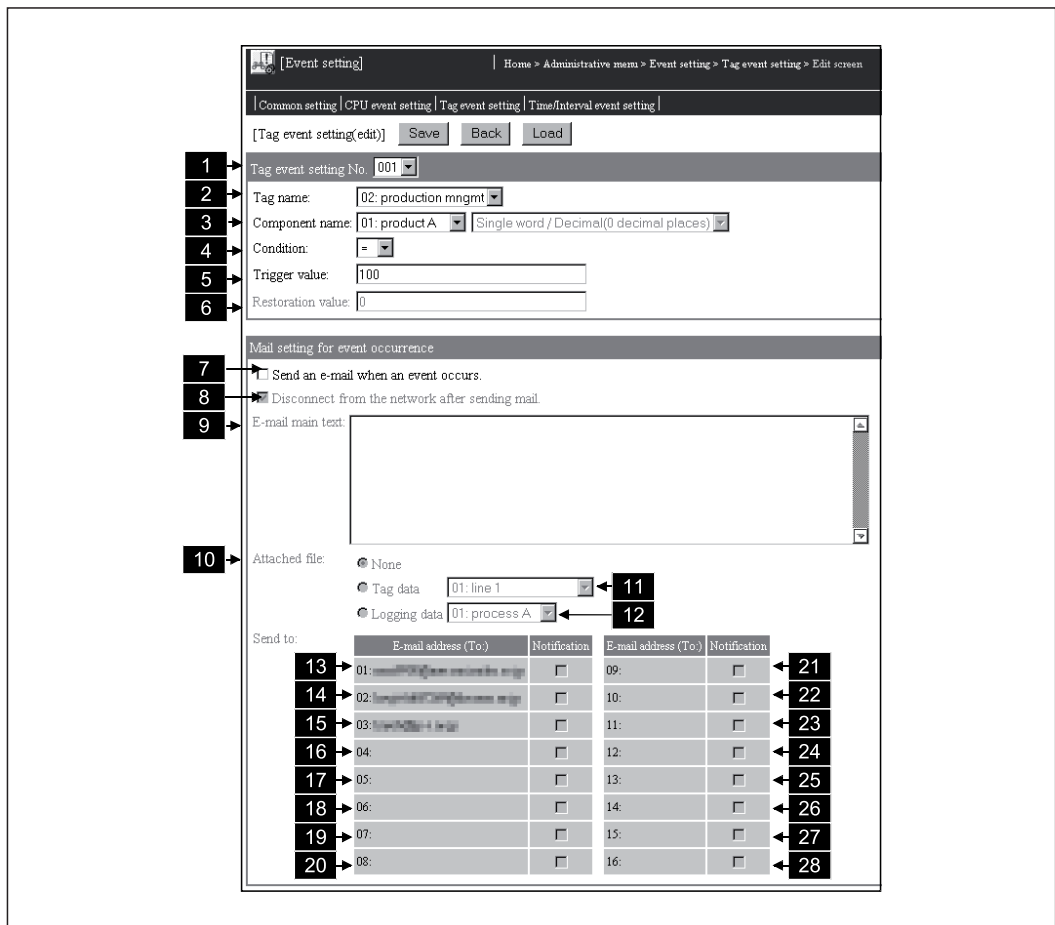 [Event setting]
Home > Administrative menu > Event setting > Tag event setting > Edit screen
Common setting | CPU event setting | Tag event setting | Time/Interval event setting |
[Tag event setting(edit)] Save Back Load
1 Tag event setting No. 001
2 Tag name: 02: production mngmt
3 Component name: 01: product A Single word / Decimal(0 decimal places)
4 Condition: =
5 Trigger value: 100
6 Restoration value: 0
Mail setting for event occurrence
7 Send an e-mail when an event occurs.
8 Disconnect from the network after sending mail.
9 E-mail main text:
10 Attached file: None
Tag data 01: line 1 11
Logging data 01: process A 12
Send to:
E-mail address (To:) Notification E-mail address (To:) Notification
13 01: 09: 21
14 02: 10: 22
15 03: 11: 23
16 04: 12: 24
17 05: 13: 25
18 06: 14: 26
19 07: 15: 27
20 08: 16: 28